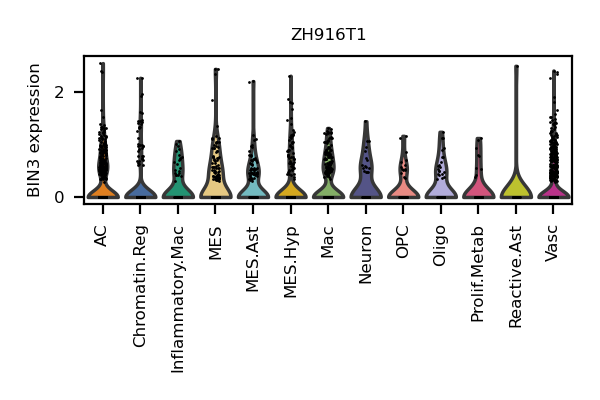 ZH916T1
BIN3 expression
2
0
AC
Chromatin.Reg
Inflammatory.Mac
MES
MES.Ast
MES.Hyp
Mac
Neuron
OPC
Oligo
Prolif.Metab
Reactive.Ast
Vasc